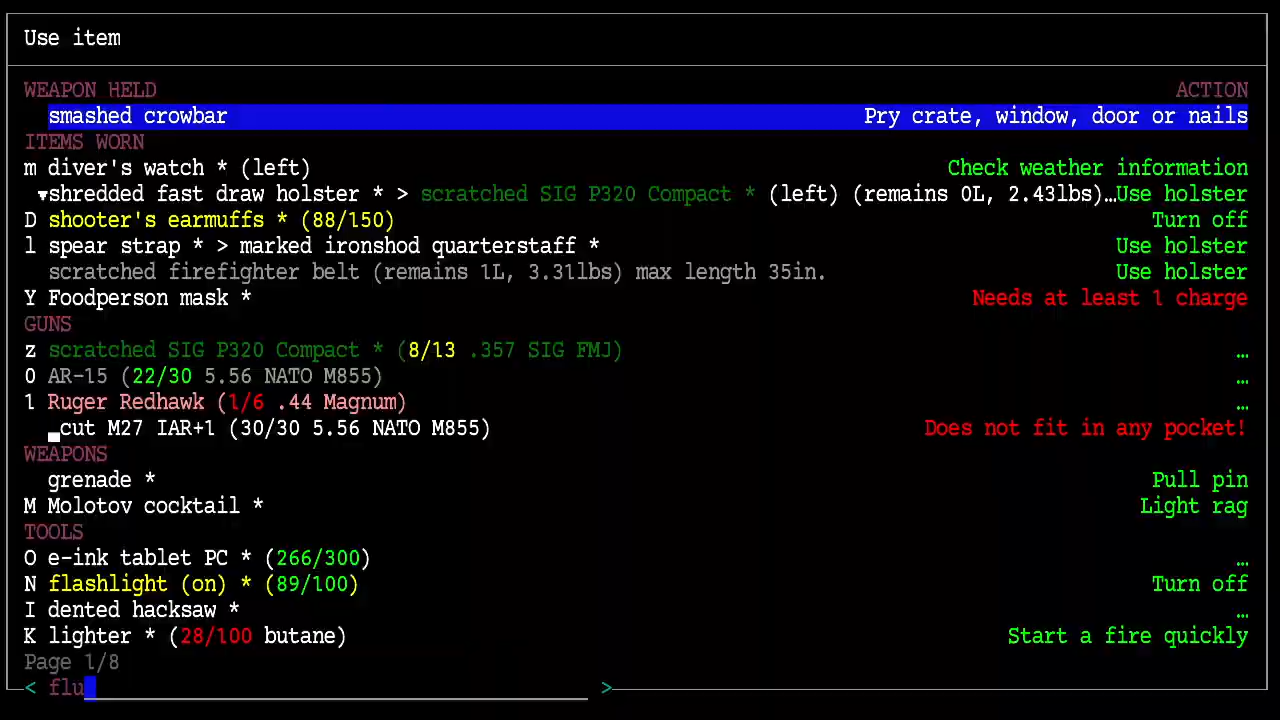 Use item
WEAPON HELD ACTION
smashed crowbar Pry crate, window, door or nails
ITEMS WORN
m diver's watch * (left) Check weather information
▾shredded fast draw holster * > scratched SIG P320 Compact * (left) (remains 0L, 2.43lbs)…Use holster
D shooter's earmuffs * (88/150) Turn off
l spear strap * > marked ironshod quarterstaff * Use holster
scratched firefighter belt (remains 1L, 3.31lbs) max length 35in. Use holster
Y Foodperson mask * Needs at least 1 charge
GUNS
z scratched SIG P320 Compact * (8/13 .357 SIG FMJ) …
0 AR-15 (22/30 5.56 NATO M855) …
1 Ruger Redhawk (1/6 .44 Magnum) …
_cut M27 IAR+1 (30/30 5.56 NATO M855) Does not fit in any pocket!
WEAPONS
grenade * Pull pin
M Molotov cocktail * Light rag
TOOLS
O e-ink tablet PC * (266/300) …
N flashlight (on) * (89/100) Turn off
I dented hacksaw * …
K lighter * (28/100 butane) Start a fire quickly
Page 1/8
< flu >